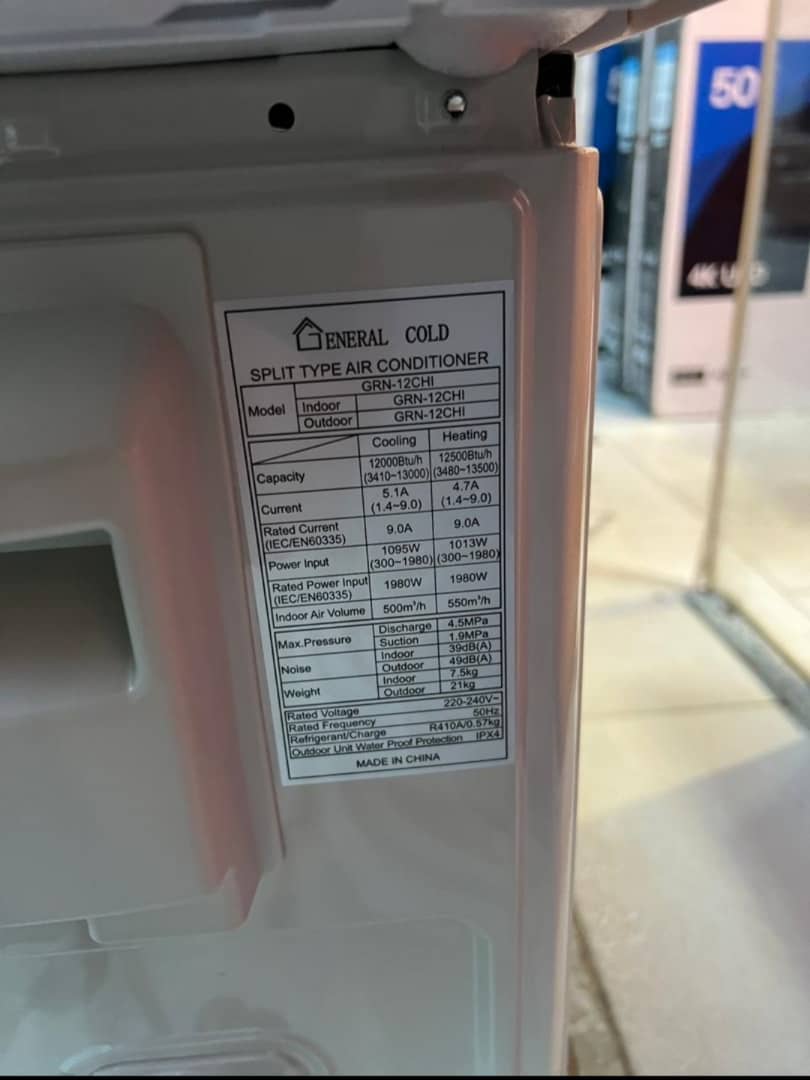 50
4K U
GENERAL COLD
SPLIT TYPE AIR CONDITIONER
Model GRN-12CHI
Indoor GRN-12CHI
Outdoor GRN-12CHI
Cooling Heating
Capacity 12000Btu/h (3410~13000) 12500Btu/h (3480~13500)
Current 5.1A (1.4~9.0) 4.7A (1.4~9.0)
Rated Current (IEC/EN60335) 9.0A 9.0A
Power Input 1095W (300~1980) 1013W (300~1980)
Rated Power Input (IEC/EN60335) 1980W 1980W
Indoor Air Volume 500m³/h 550m³/h
Max.Pressure Discharge 4.5MPa
Suction 1.9MPa
Noise Indoor 39dB(A)
Outdoor 49dB(A)
Weight Indoor 7.5kg
Outdoor 21kg
Rated Voltage 220-240V~
Rated Frequency 50Hz
Refrigerant/Charge R410A/0.57kg
Outdoor Unit Water Proof Protection IPX4
MADE IN CHINA